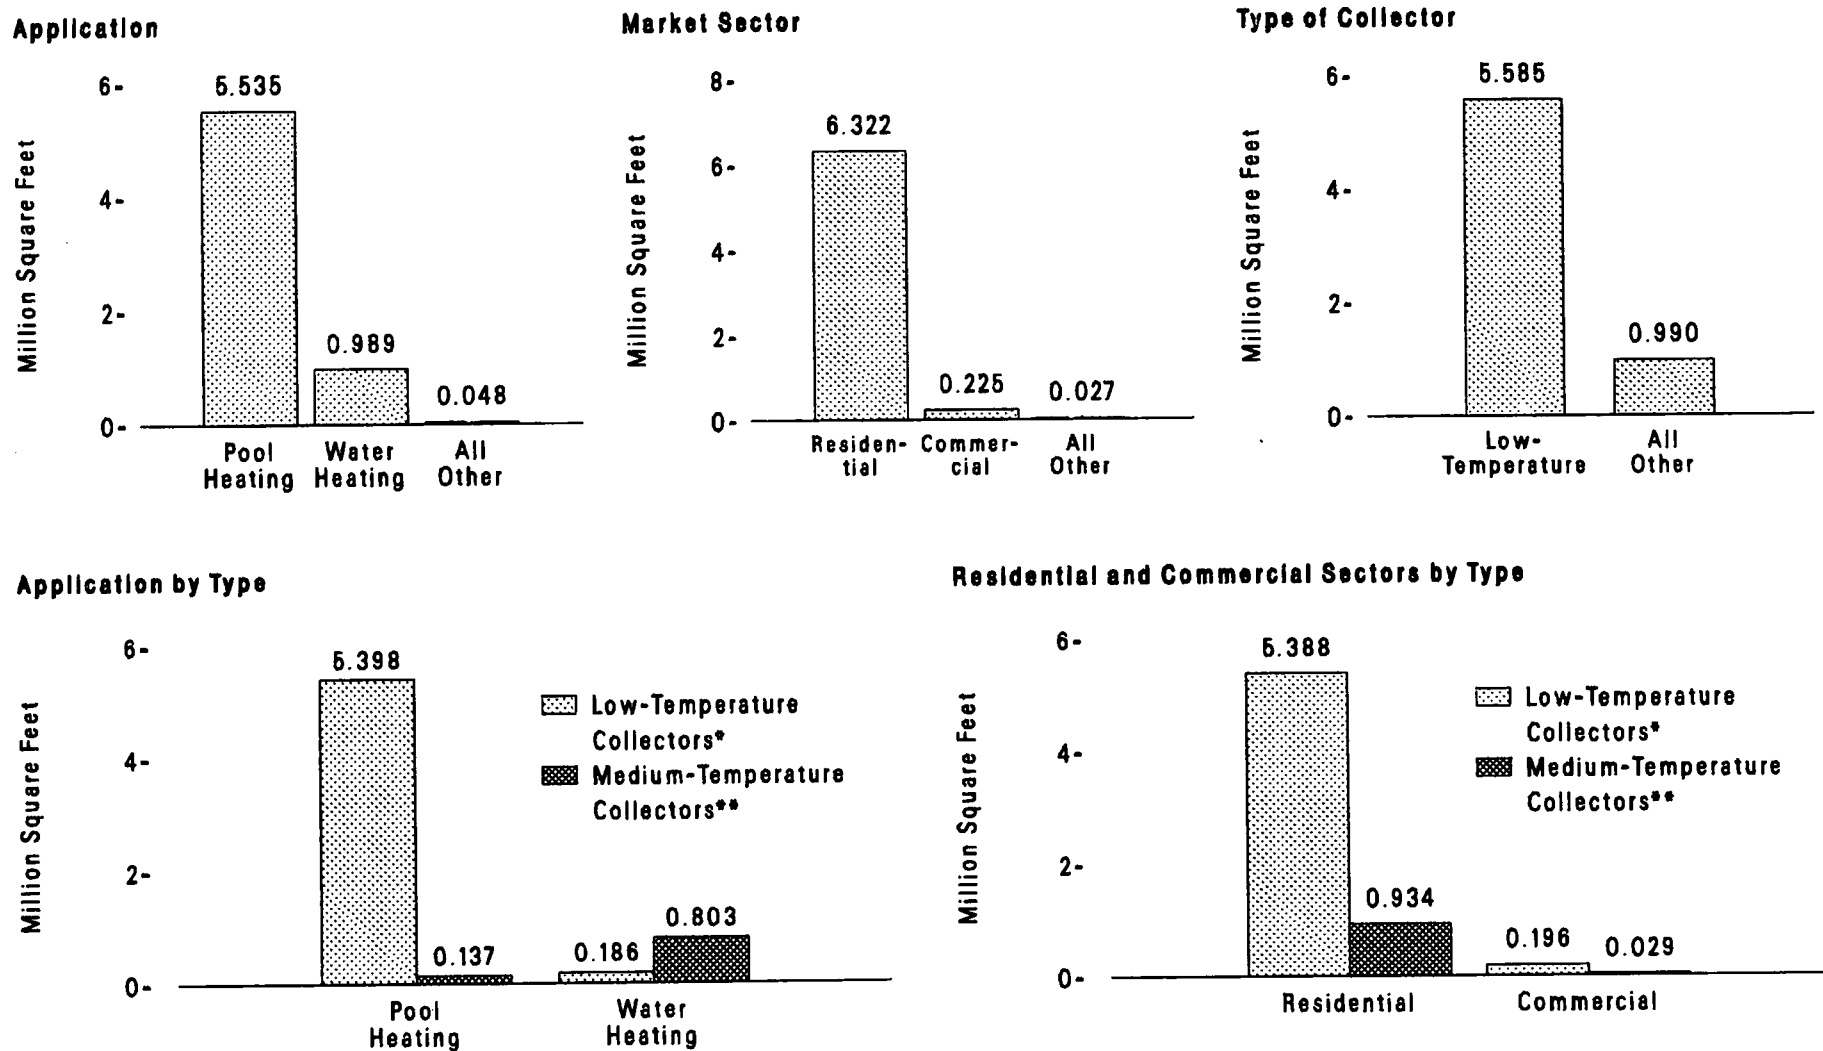 Application
Million Square Feet
6-
4-
2-
0-
5.535
0.989
0.048
Pool
Heating
Water
Heating
All
Other
Market Sector
Million Square Feet
8-
6-
4-
2-
0-
6.322
0.225
0.027
Residen-
tial
Commer-
cial
All
Other
Type of Collector
Million Square Feet
6-
4-
2-
0-
5.585
0.990
Low-
Temperature
All
Other
Application by Type
Million Square Feet
6-
4-
2-
0-
5.398
0.137
0.186
0.803
Pool
Heating
Water
Heating
Low-Temperature
Collectors*
Medium-Temperature
Collectors**
Residential and Commercial Sectors by Type
Million Square Feet
6-
4-
2-
0-
5.388
0.934
0.196
0.029
Residential
Commercial
Low-Temperature
Collectors*
Medium-Temperature
Collectors**